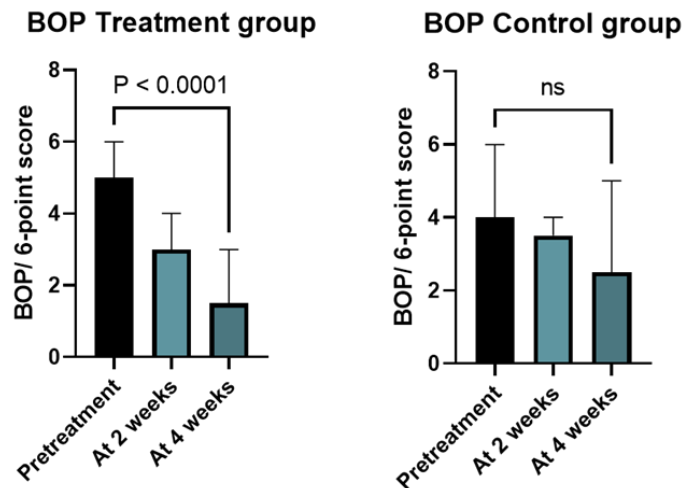 BOP Treatment group
BOP/ 6-point score
8
6
4
2
0
P < 0.0001
Pretreatment
At 2 weeks
At 4 weeks
BOP Control group
BOP/ 6-point score
8
6
4
2
0
ns
Pretreatment
At 2 weeks
At 4 weeks